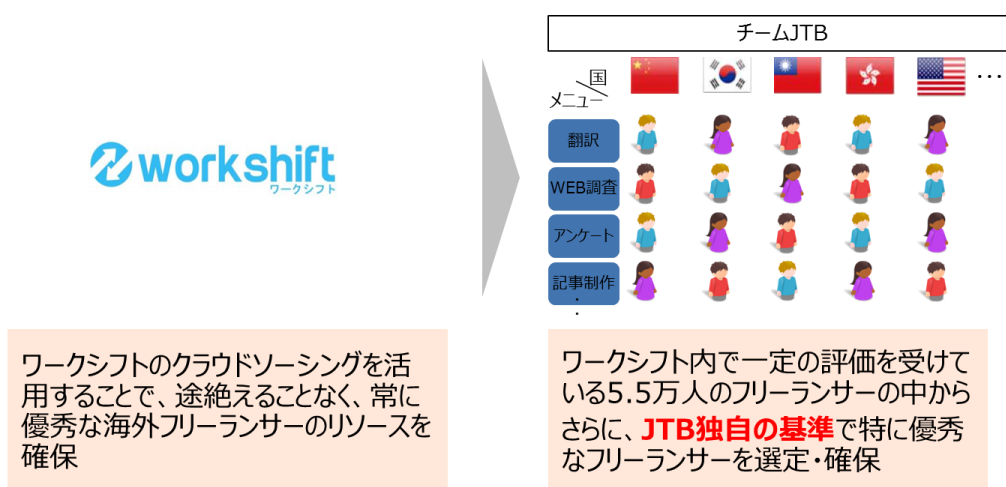 workshift
ワークシフト
チームJTB
国
メニュー
…
翻訳
WEB調査
アンケート
記事制作
・
・
ワークシフトのクラウドソーシングを活
用することで、途絶えることなく、常に
優秀な海外フリーランサーのリソースを
確保
ワークシフト内で一定の評価を受けて
いる5.5万人のフリーランサーの中から
さらに、JTB独自の基準で特に優秀
なフリーランサーを選定・確保